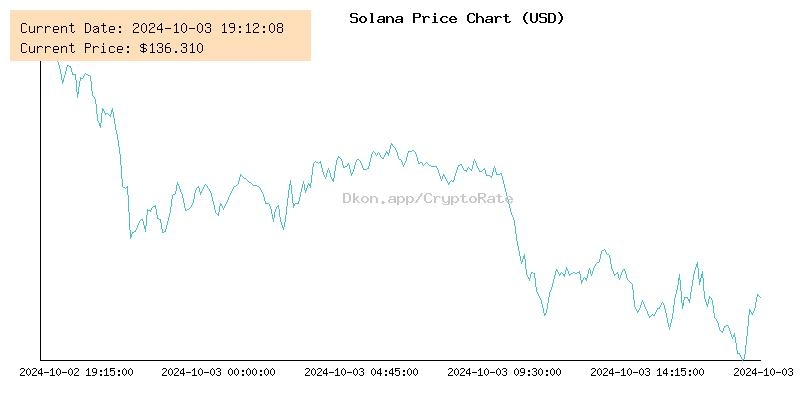 Solana Price Chart (USD)
Current Date: 2024-10-03 19:12:08
Current Price: $136.310
Dkon.app/CryptoRate
2024-10-02 19:15:00 2024-10-03 00:00:00 2024-10-03 04:45:00 2024-10-03 09:30:00 2024-10-03 14:15:00 2024-10-03